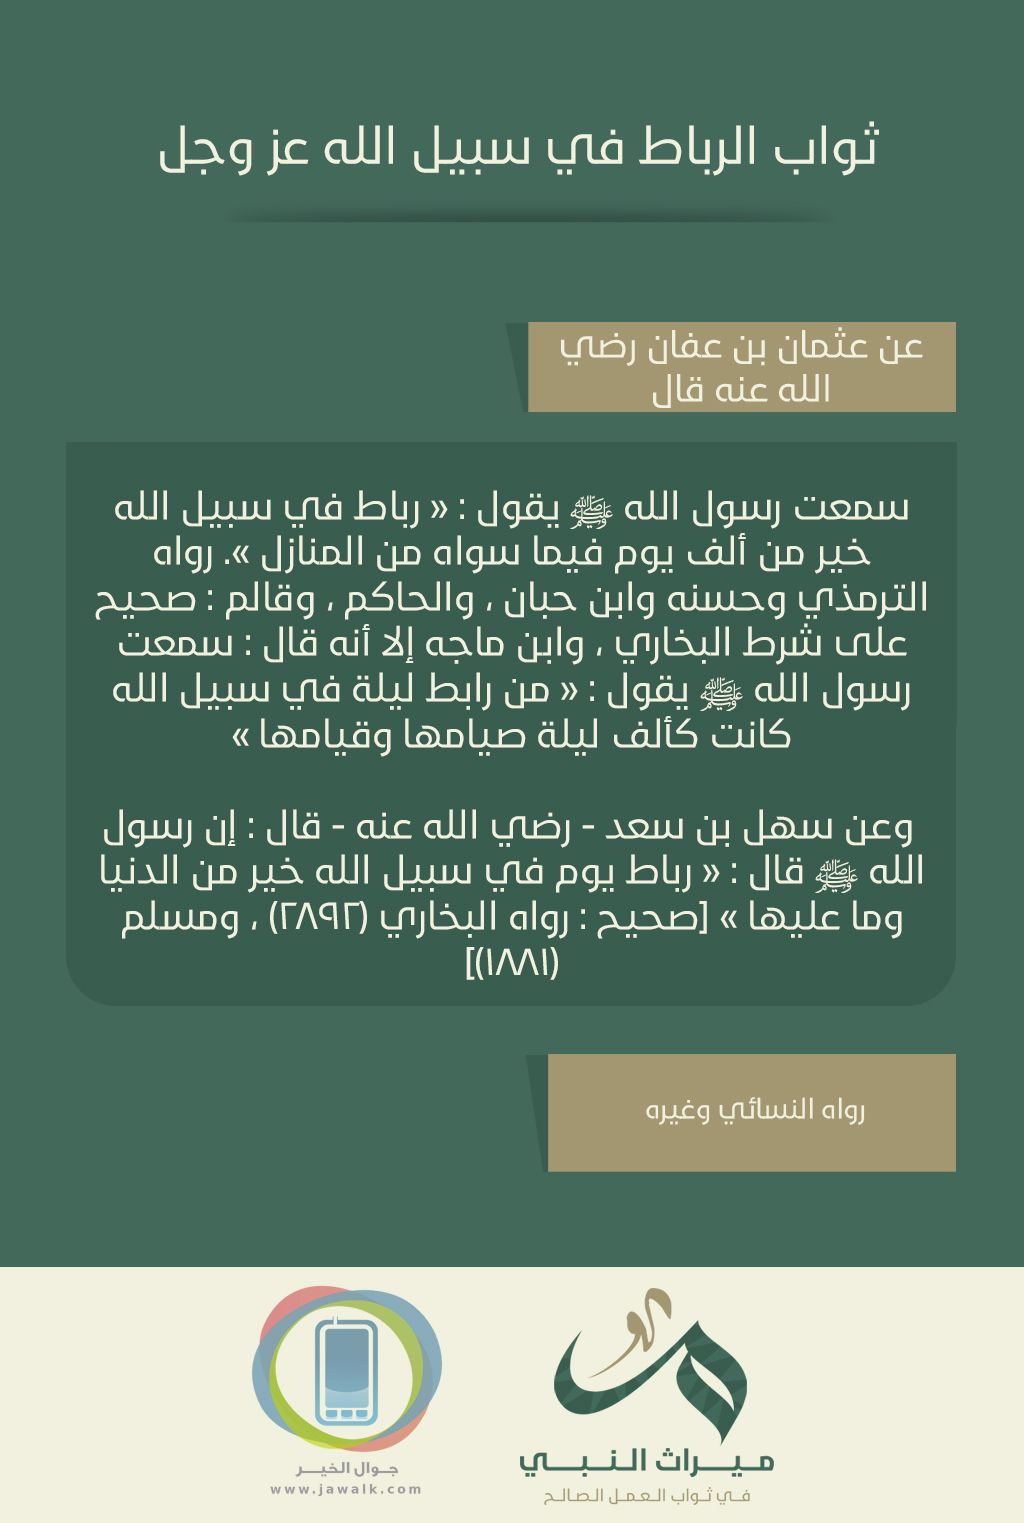 ثواب الرباط في سبيل الله عز وجل
عن عثمان بن عفان رضي
الله عنه قال
سمعت رسول الله ﷺ يقول : « رباط في سبيل الله
خير من ألف يوم فيما سواه من المنازل ». رواه
الترمذي وحسنه وابن حبان ، والحاكم ، وقالم : صحيح
على شرط البخاري ، وابن ماجه إلا أنه قال : سمعت
رسول الله ﷺ يقول : « من رابط ليلة في سبيل الله
كانت كألف ليلة صيامها وقيامها »
وعن سهل بن سعد - رضي الله عنه - قال : إن رسول
الله ﷺ قال : « رباط يوم في سبيل الله خير من الدنيا
وما عليها » [صحيح : رواه البخاري (٢٨٩٢) ، ومسلم
(١٨٨١)]
رواه النسائي وغيره
ميراث النبي
في ثواب العمل الصالح
جوال الخير
www.jawalk.com